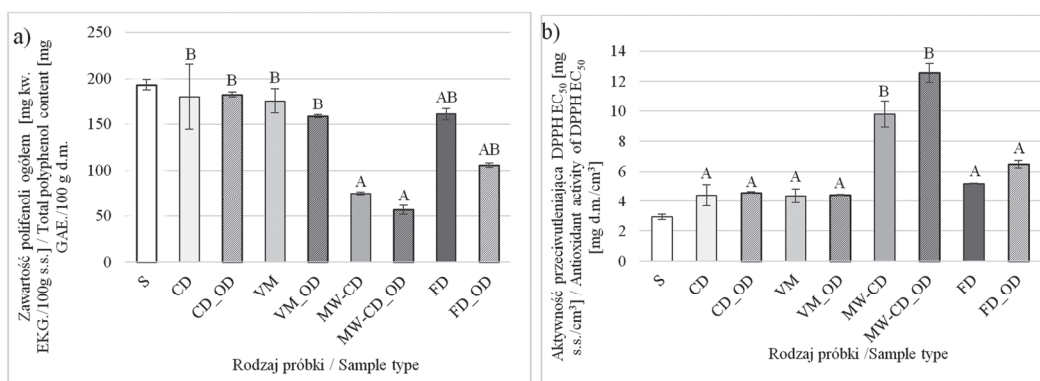 a)
Zawartość polifenoli ogółem [mg kw.
EKG./100g s.s.] / Total polyphenol content [mg
GAE./100 g d.m.
250
200
150
100
50
0
B
B
B
B
A
A
AB
AB
S
CD
CD_OD
VM
VM_OD
MW-CD
MW-CD_OD
FD
FD_OD
Rodzaj próbki / Sample type
b)
Aktywność przeciwutleniająca DPPH EC50 [mg
s.s./cm³] / Antioxidant activity of DPPH EC50
[mg d.m./cm³]
14
12
10
8
6
4
2
0
A
A
A
A
B
B
A
A
S
CD
CD_OD
VM
VM_OD
MW-CD
MW-CD_OD
FD
FD_OD
Rodzaj próbki /Sample type